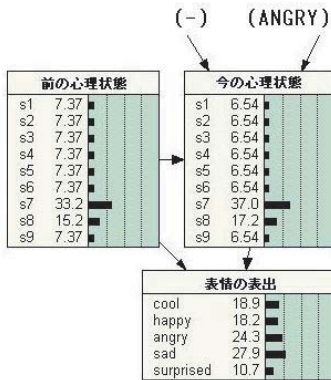 (-) (ANGRY)
前の心理状態
s1 7.37
s2 7.37
s3 7.37
s4 7.37
s5 7.37
s6 7.37
s7 33.2
s8 15.2
s9 7.37
今の心理状態
s1 6.54
s2 6.54
s3 6.54
s4 6.54
s5 6.54
s6 6.54
s7 37.0
s8 17.2
s9 6.54
表情の表出
cool 18.9
happy 18.2
angry 24.3
sad 27.9
surprised 10.7